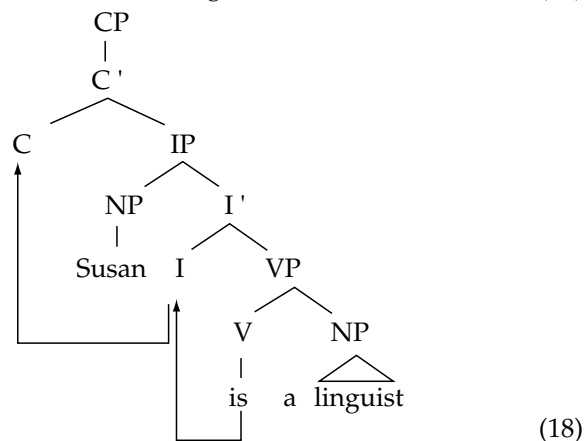 CP
C '
C IP
NP I '
Susan I VP
V NP
is a linguist
(18)